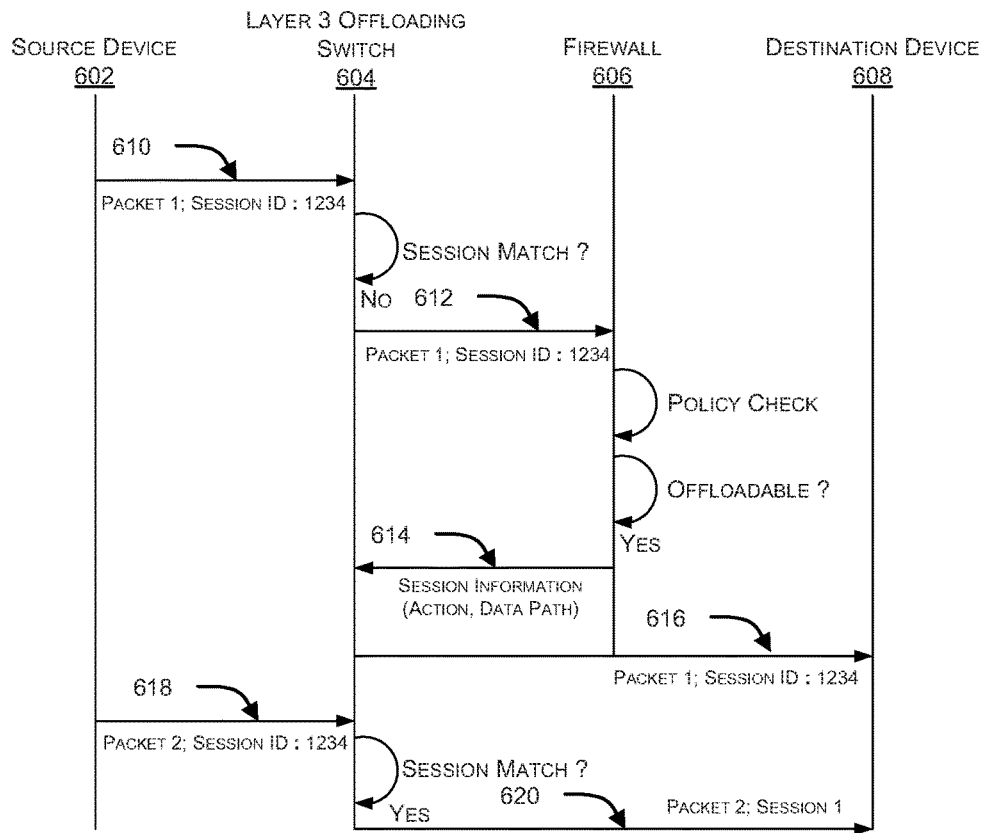 LAYER 3 OFFLOADING
SWITCH
SOURCE DEVICE
FIREWALL
DESTINATION DEVICE
602
604
606
608
610
PACKET 1; SESSION ID : 1234
SESSION MATCH ?
NO
612
PACKET 1; SESSION ID : 1234
POLICY CHECK
OFFLOADABLE ?
YES
614
SESSION INFORMATION
(ACTION, DATA PATH)
616
PACKET 1; SESSION ID : 1234
618
PACKET 2; SESSION ID : 1234
SESSION MATCH ?
YES
620
PACKET 2; SESSION 1